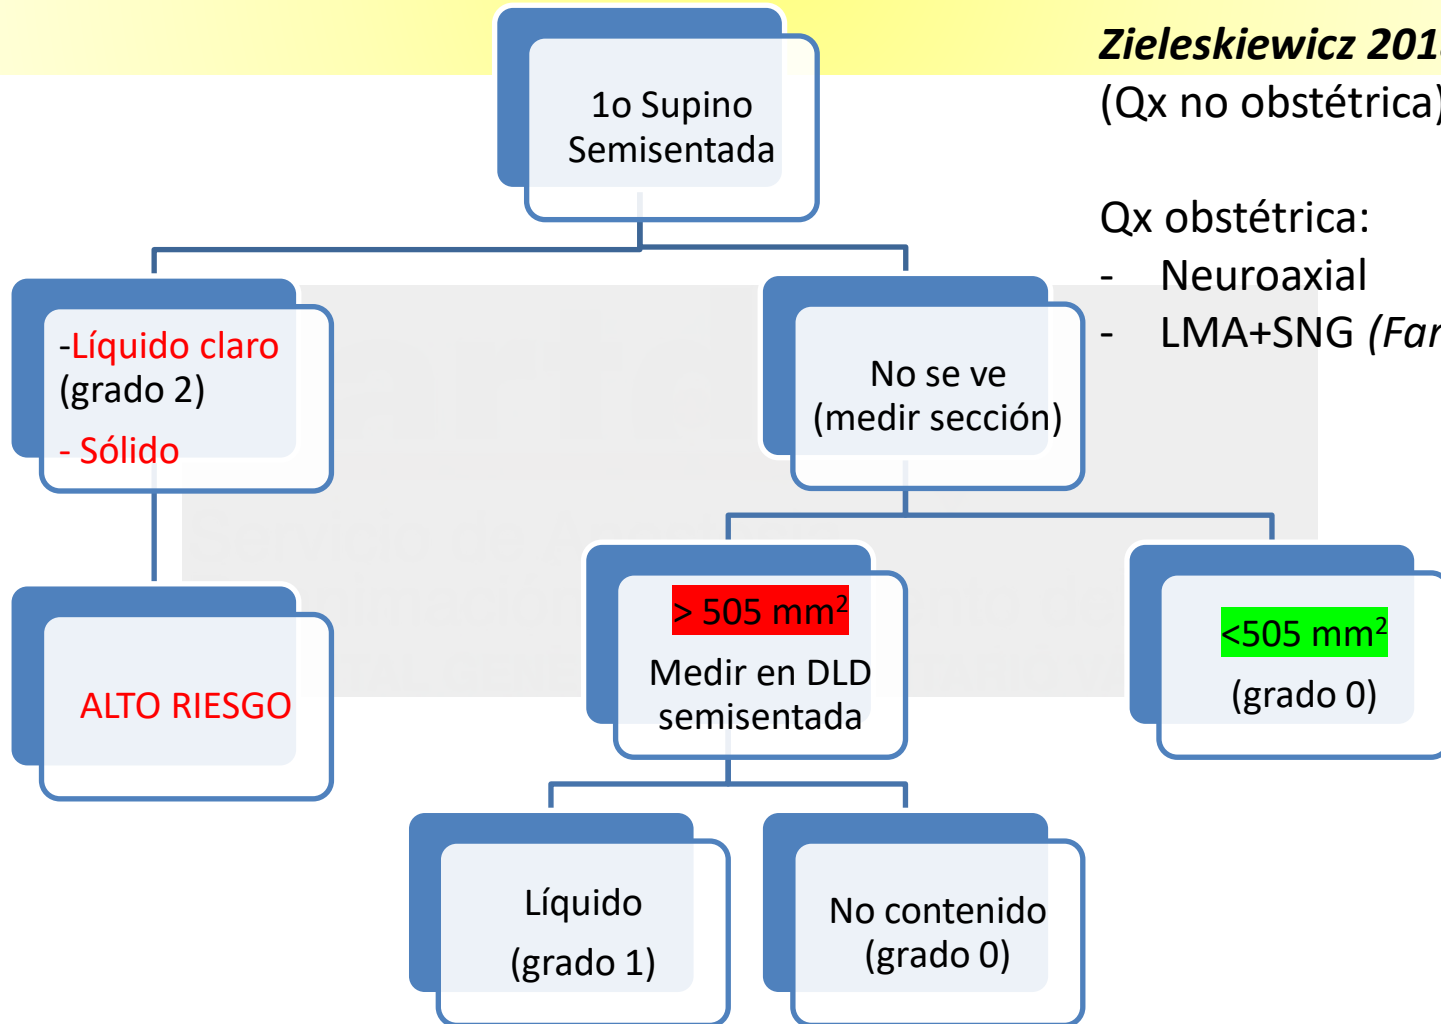 Zieleskiewicz 201
(Qx no obstétrica)
Qx obstétrica:
- Neuroaxial
- LMA+SNG
1o Supino
Semisentada
-Líquido claro
(grado 2)
- Sólido
No se ve
(medir sección)
ALTO RIESGO
> 505 mm²
Medir en DLD
semisentada
<505 mm²
(grado 0)
Líquido
(grado 1)
No contenido
(grado 0)